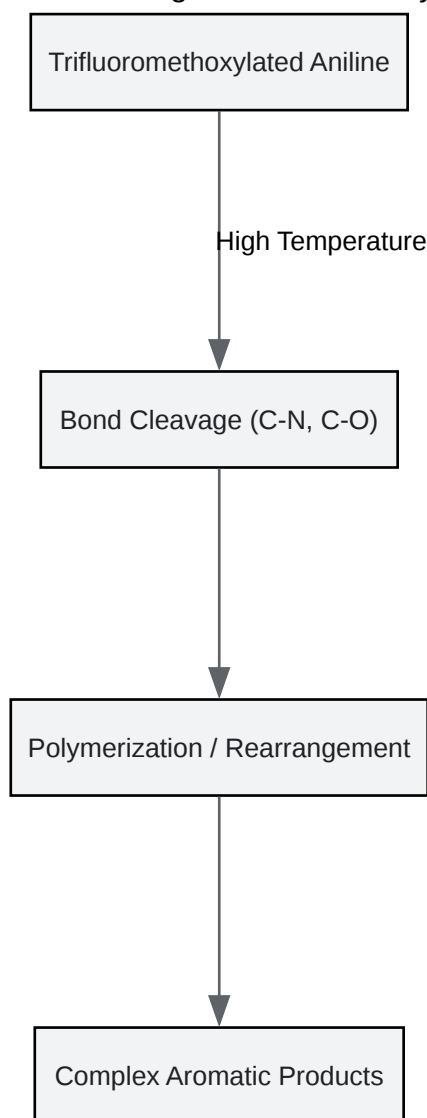 Trifluoromethoxylated Aniline
High Temperature
Bond Cleavage (C-N, C-O)
Polymerization / Rearrangement
Complex Aromatic Products